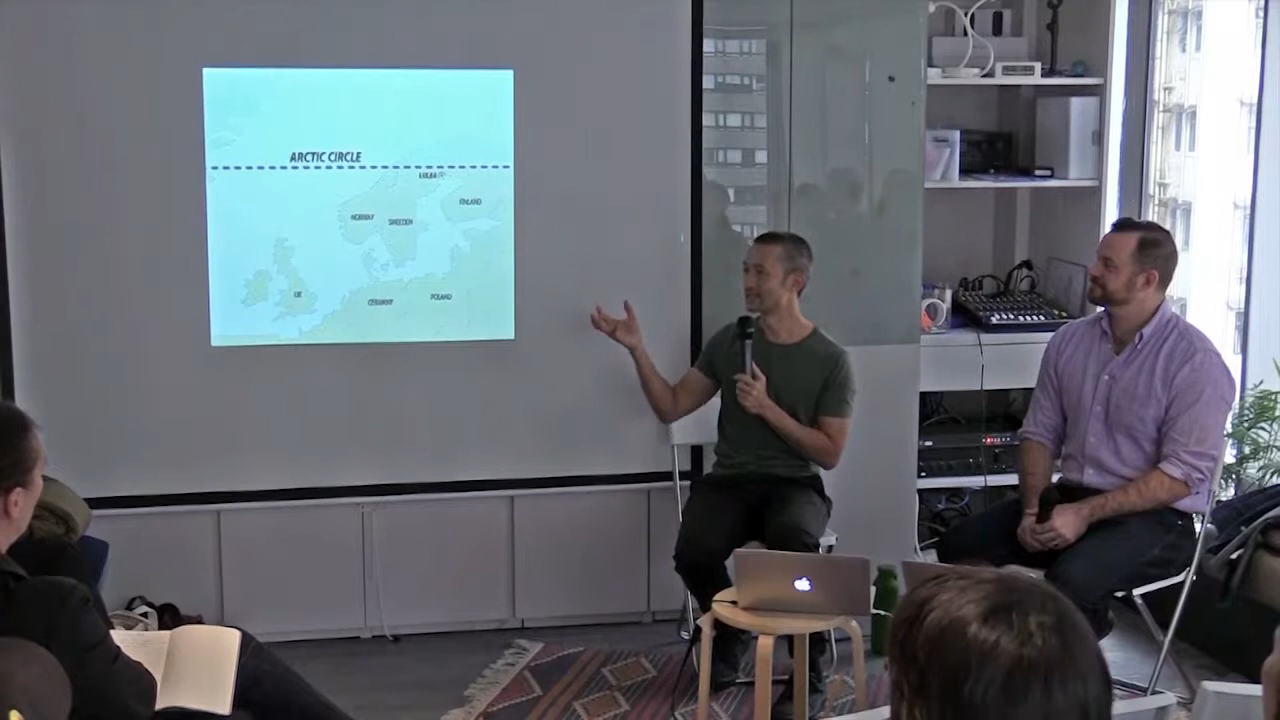 ARCTIC CIRCLE
LULEA
FINLAND
NORWAY
SWEDEN
UK
GERMANY
POLAND